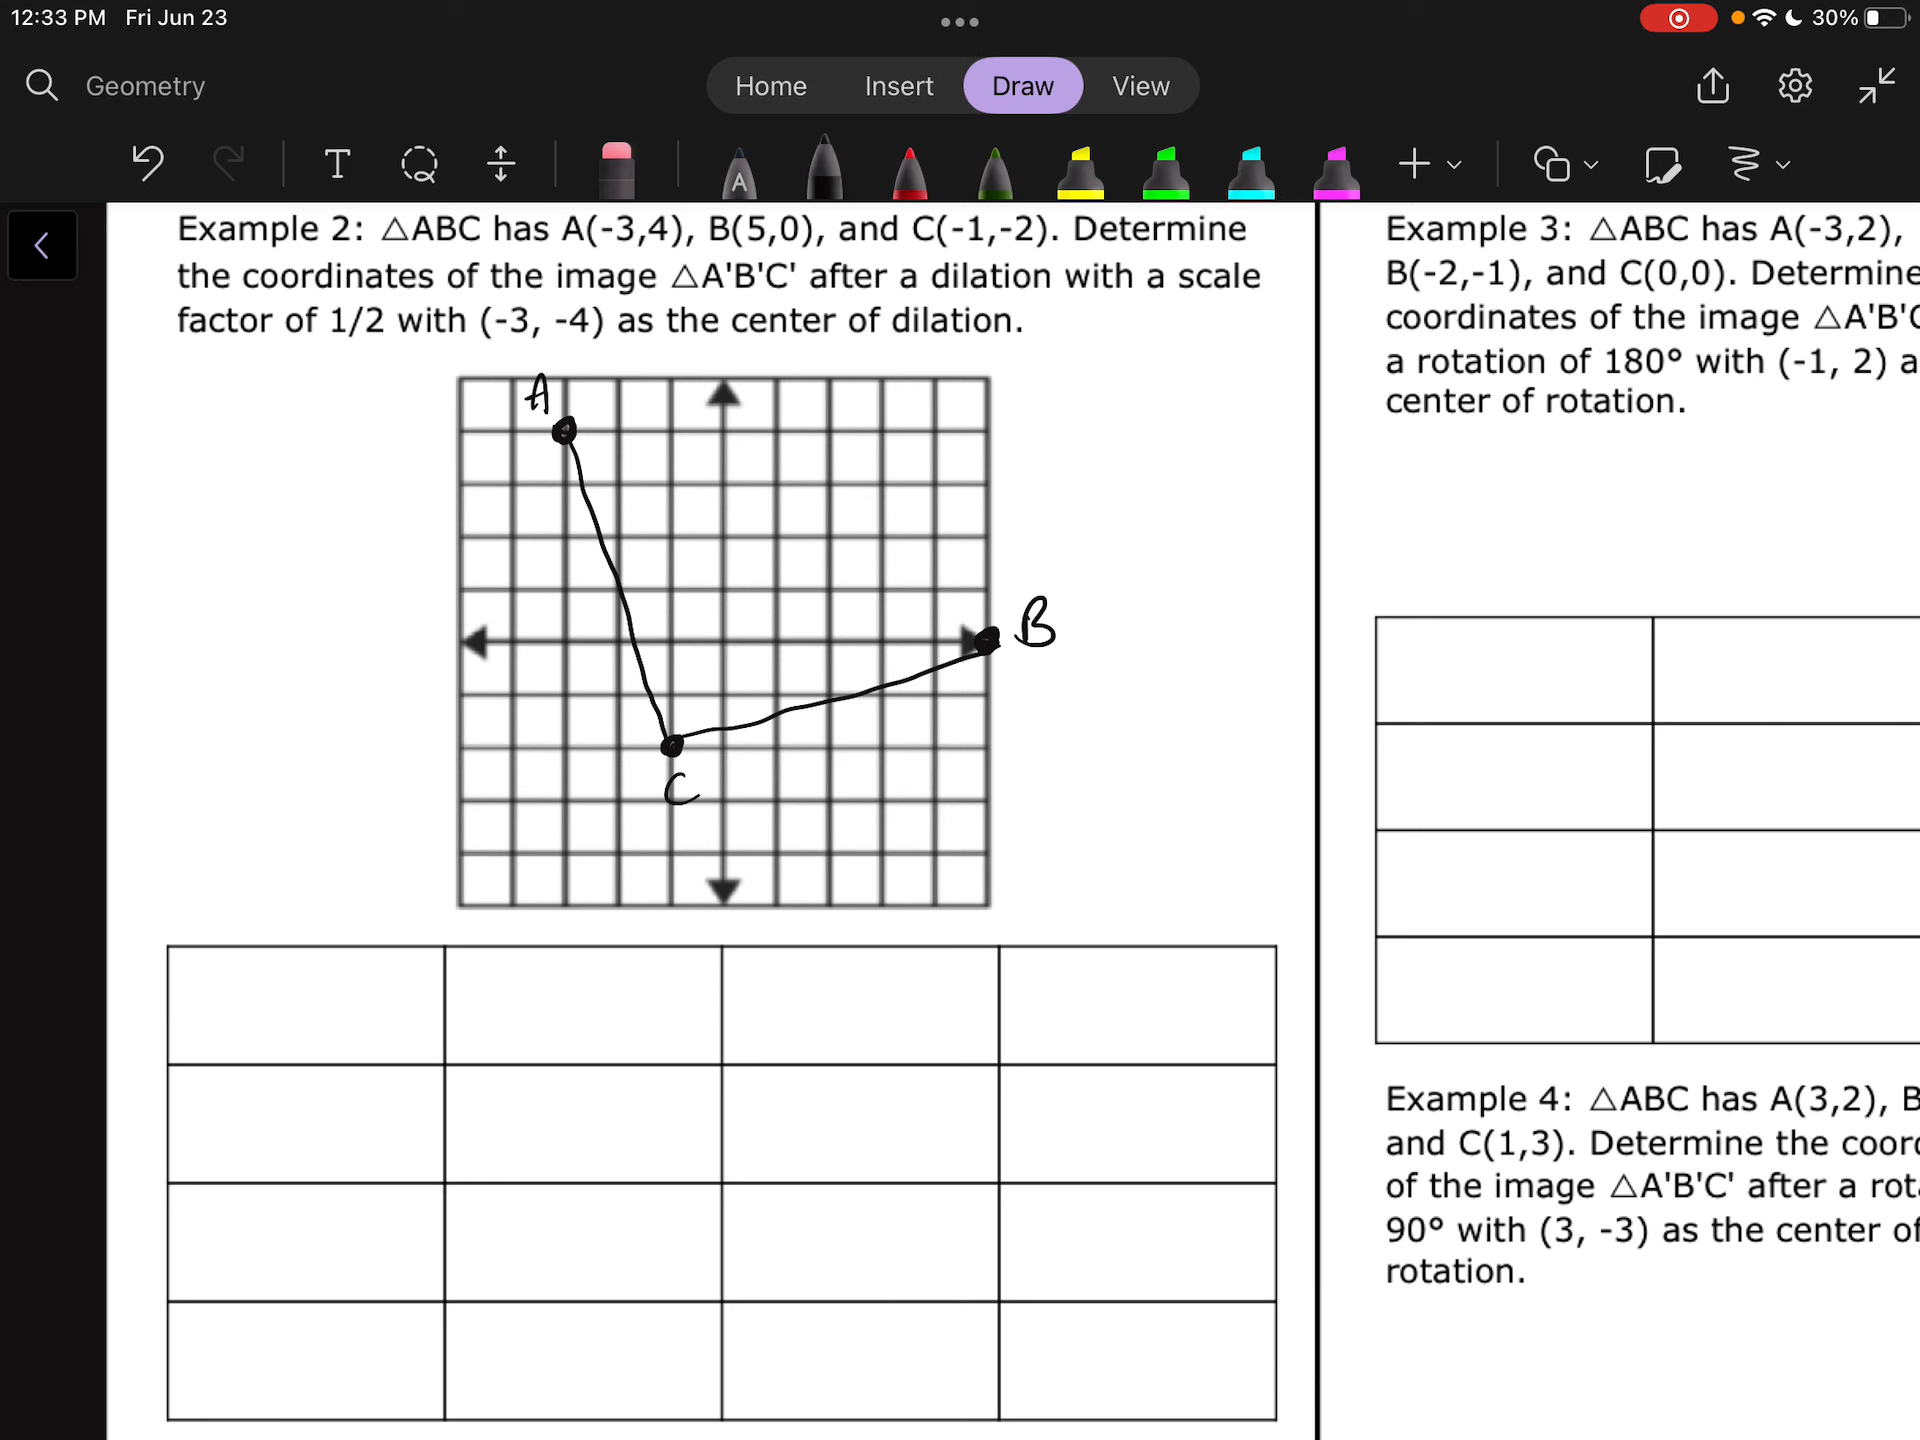 12:33 PM Fri Jun 23
30%
Geometry
Home Insert Draw View
T
A
Example 2: △ABC has A(-3,4), B(5,0), and C(-1,-2). Determine
the coordinates of the image △A'B'C' after a dilation with a scale
factor of 1/2 with (-3, -4) as the center of dilation.
A
B
C
Example 3: △ABC has A(-3,2),
B(-2,-1), and C(0,0). Determine
coordinates of the image △A'B'C
a rotation of 180° with (-1, 2) a
center of rotation.
Example 4: △ABC has A(3,2), B
and C(1,3). Determine the coord
of the image △A'B'C' after a rota
90° with (3, -3) as the center of
rotation.